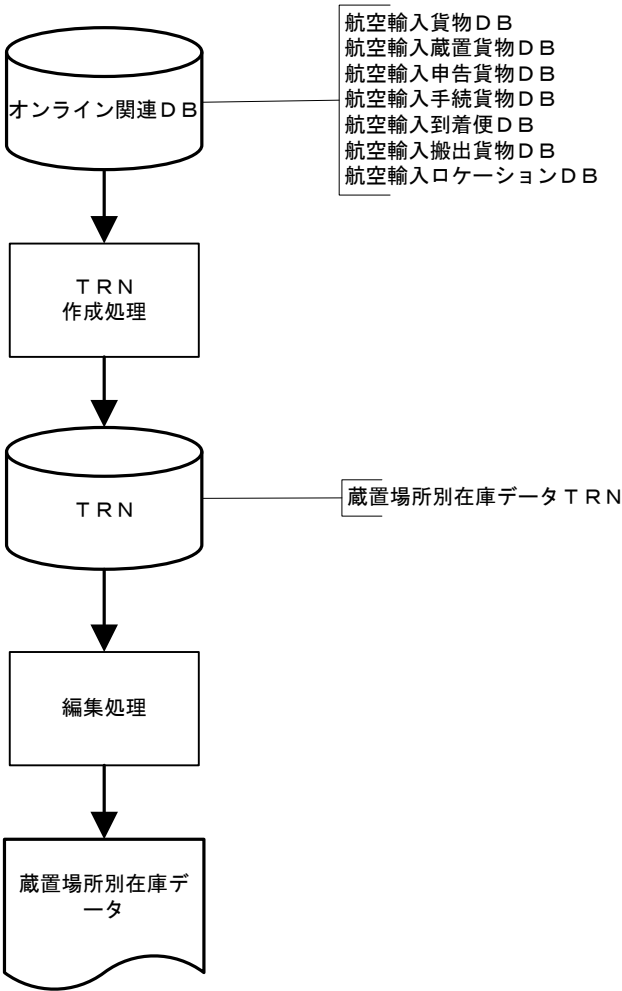 オンライン関連ＤＢ
航空輸入貨物ＤＢ
航空輸入蔵置貨物ＤＢ
航空輸入申告貨物ＤＢ
航空輸入手続貨物ＤＢ
航空輸入到着便ＤＢ
航空輸入搬出貨物ＤＢ
航空輸入ロケーションＤＢ
ＴＲＮ
作成処理
ＴＲＮ
蔵置場所別在庫データＴＲＮ
編集処理
蔵置場所別在庫デ
ータ